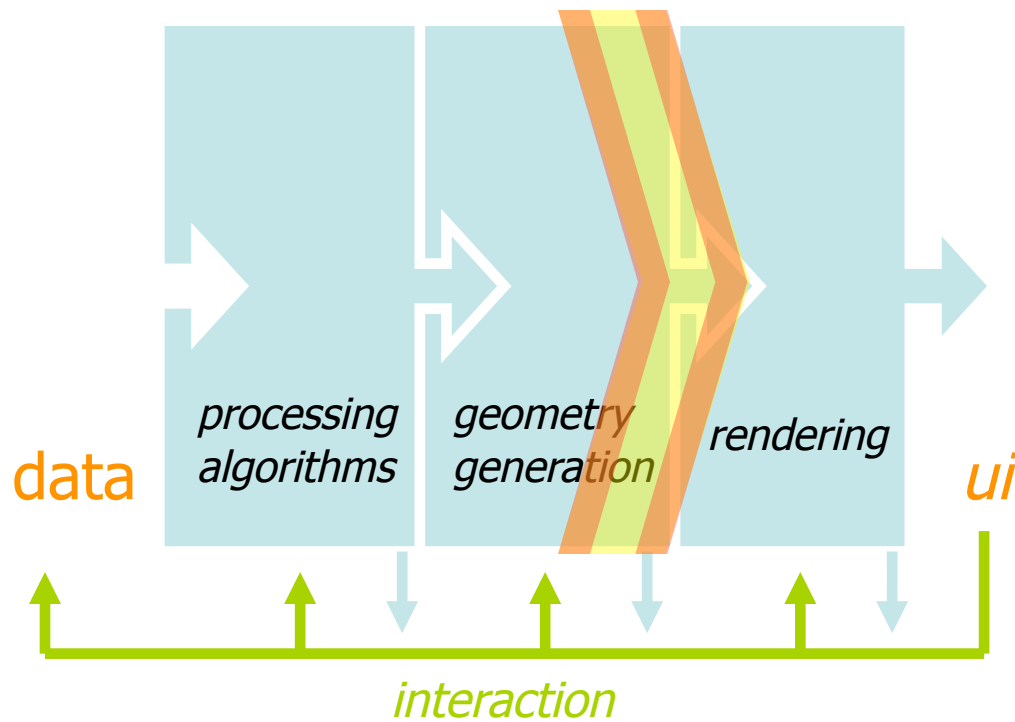 processing
algorithms
geometry
generation
rendering
data
ui
interaction